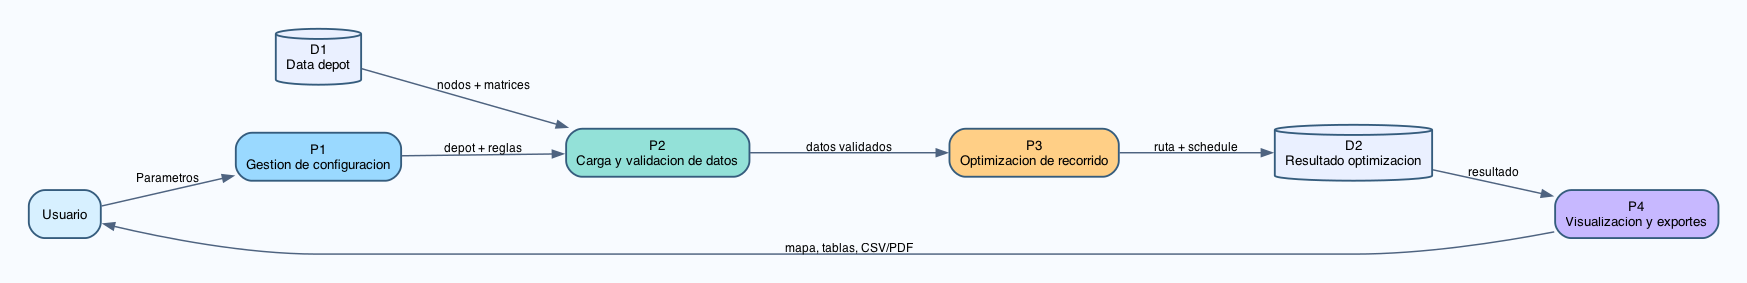 D1
Data depot
nodos + matrices
P1
Gestion de configuracion
depot + reglas
P2
Carga y validacion de datos
datos validados
P3
Optimizacion de recorrido
ruta + schedule
D2
Resultado optimizacion
resultado
Parametros
Usuario
P4
Visualizacion y exportes
mapa, tablas, CSV/PDF